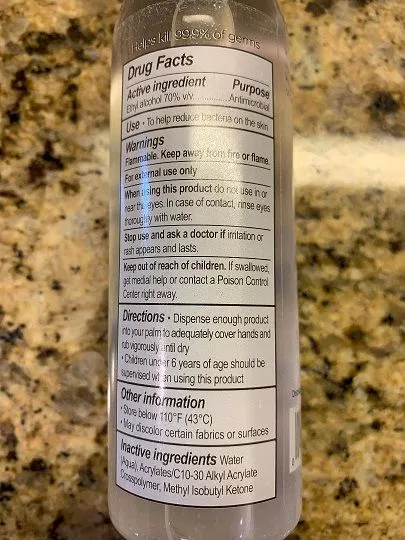 Helps kill 99.9% of germs
Drug Facts
Active ingredient Purpose
Ethyl alcohol 70% v/v..................Antimicrobial
Use • To help reduce bacteria on the skin
Warnings
Flammable. Keep away from fire or flame.
For external use only
When using this product do not use in or
near the eyes. In case of contact, rinse eyes
thoroughly with water.
Stop use and ask a doctor if irritation or
rash appears and lasts.
Keep out of reach of children. If swallowed,
get medial help or contact a Poison Control
Center right away.
Directions • Dispense enough product
into your palm to adequately cover hands and
rub vigorously until dry
• Children under 6 years of age should be
supervised when using this product
Other information
• Store below 110°F (43°C)
• May discolor certain fabrics or surfaces
Inactive ingredients Water
(Aqua), Acrylates/C10-30 Alkyl Acrylate
Crosspolymer, Methyl Isobutyl Ketone